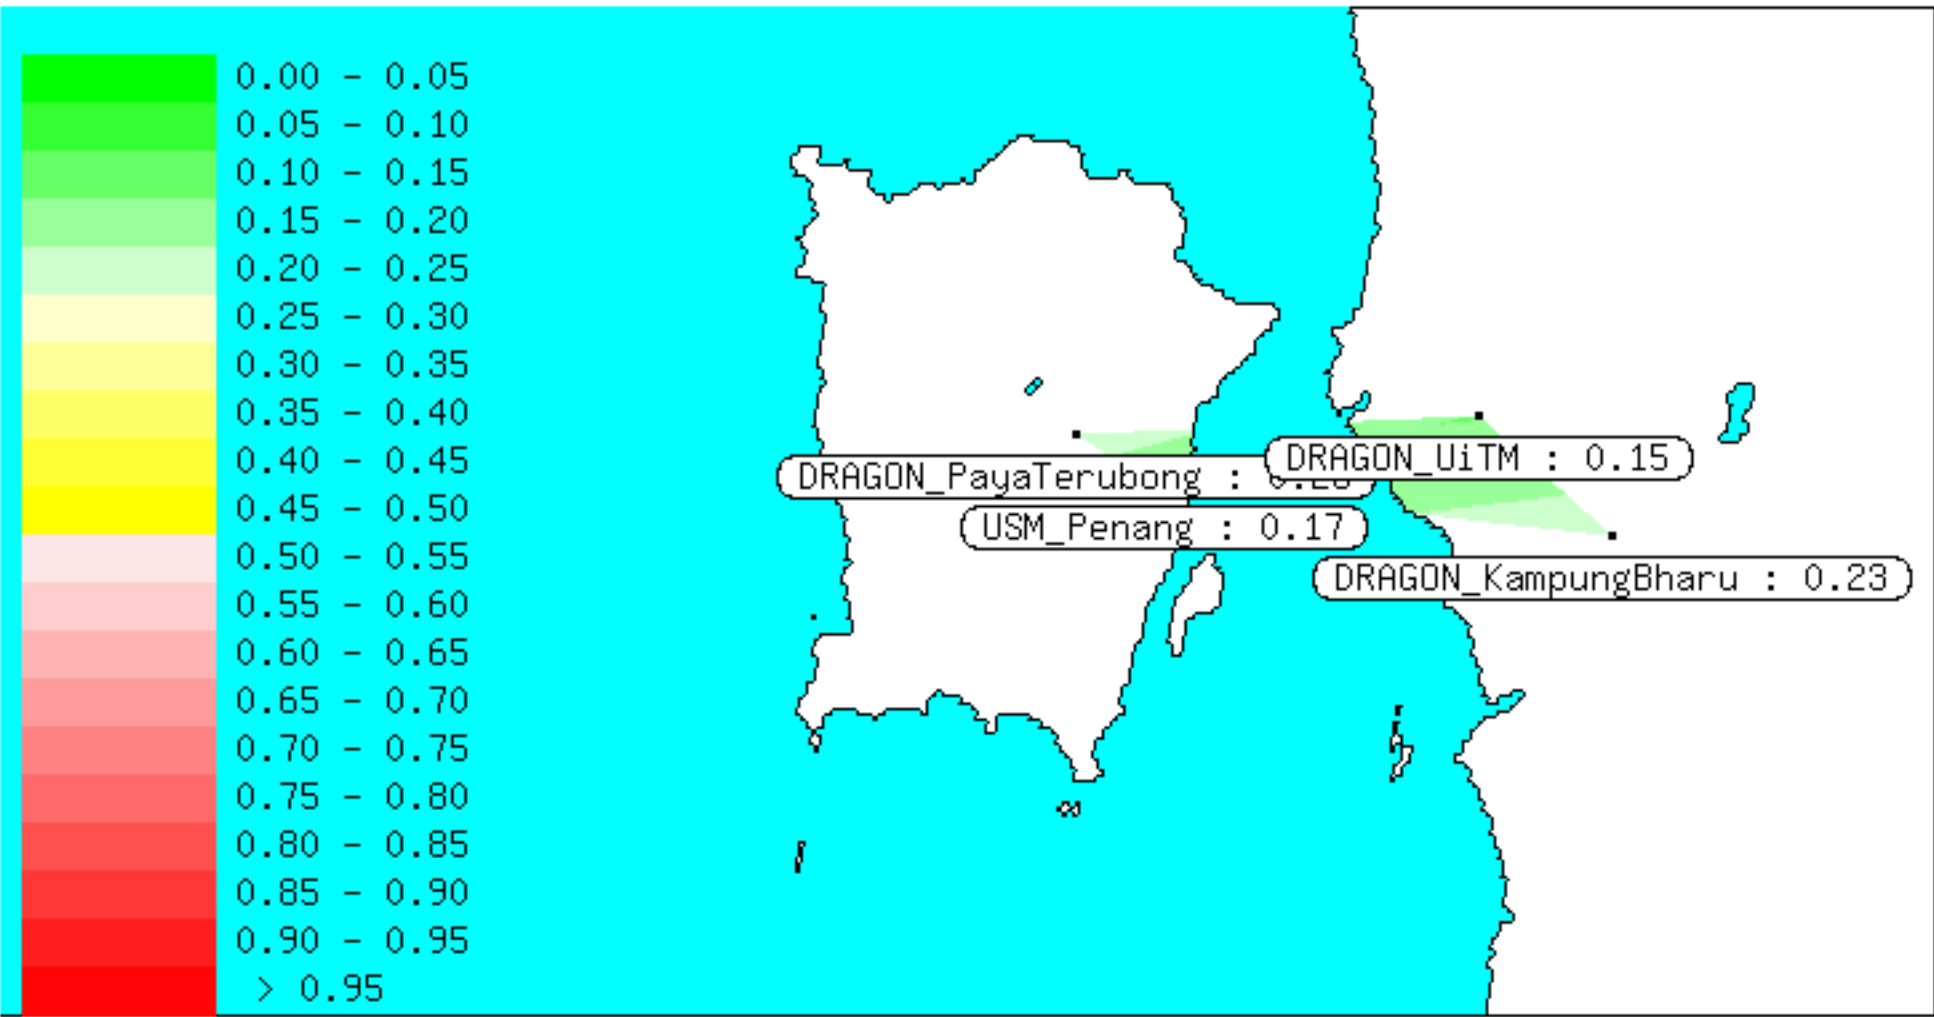 0.00 - 0.05
0.05 - 0.10
0.10 - 0.15
0.15 - 0.20
0.20 - 0.25
0.25 - 0.30
0.30 - 0.35
0.35 - 0.40
0.40 - 0.45
0.45 - 0.50
0.50 - 0.55
0.55 - 0.60
0.60 - 0.65
0.65 - 0.70
0.70 - 0.75
0.75 - 0.80
0.80 - 0.85
0.85 - 0.90
0.90 - 0.95
> 0.95
DRAGON_UiTM : 0.15
DRAGON_PayaTerubong :
USM_Penang : 0.17
DRAGON_KampungBharu : 0.23